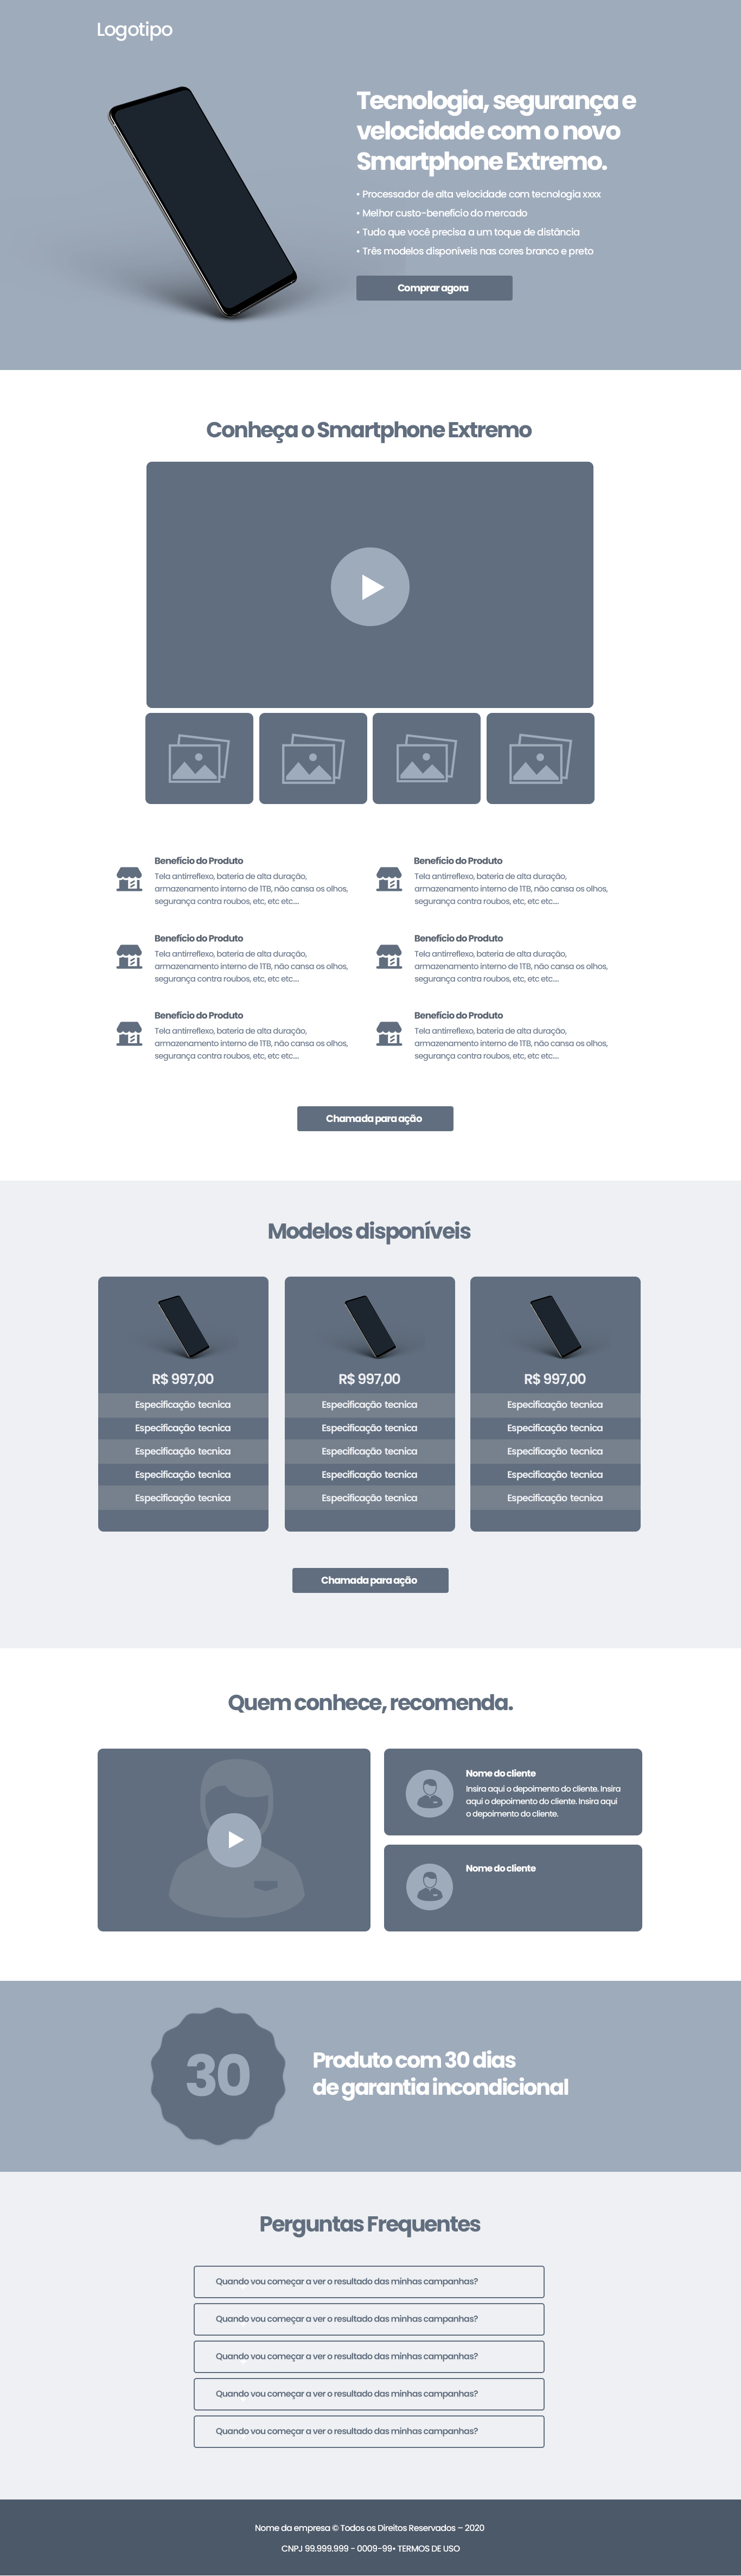 Logotipo
Tecnologia, segurança e
velocidade com o novo
Smartphone Extremo.
• Processador de alta velocidade com tecnologia xxxx
• Melhor custo-benefício do mercado
• Tudo que você precisa a um toque de distância
• Três modelos disponíveis nas cores branco e preto
Comprar agora
Conheça o Smartphone Extremo
Benefício do Produto
Tela antirreflexo, bateria de alta duração,
armazenamento interno de 1TB, não cansa os olhos,
segurança contra roubos, etc, etc etc....
Benefício do Produto
Tela antirreflexo, bateria de alta duração,
armazenamento interno de 1TB, não cansa os olhos,
segurança contra roubos, etc, etc etc....
Benefício do Produto
Tela antirreflexo, bateria de alta duração,
armazenamento interno de 1TB, não cansa os olhos,
segurança contra roubos, etc, etc etc....
Benefício do Produto
Tela antirreflexo, bateria de alta duração,
armazenamento interno de 1TB, não cansa os olhos,
segurança contra roubos, etc, etc etc....
Benefício do Produto
Tela antirreflexo, bateria de alta duração,
armazenamento interno de 1TB, não cansa os olhos,
segurança contra roubos, etc, etc etc....
Benefício do Produto
Tela antirreflexo, bateria de alta duração,
armazenamento interno de 1TB, não cansa os olhos,
segurança contra roubos, etc, etc etc....
Chamada para ação
Modelos disponíveis
R$ 997,00
Especificação tecnica
Especificação tecnica
Especificação tecnica
Especificação tecnica
Especificação tecnica
R$ 997,00
Especificação tecnica
Especificação tecnica
Especificação tecnica
Especificação tecnica
Especificação tecnica
R$ 997,00
Especificação tecnica
Especificação tecnica
Especificação tecnica
Especificação tecnica
Especificação tecnica
Chamada para ação
Quem conhece, recomenda.
Nome do cliente
Insira aqui o depoimento do cliente. Insira
aqui o depoimento do cliente. Insira aqui
o depoimento do cliente.
Nome do cliente
30
Produto com 30 dias
de garantia incondicional
Perguntas Frequentes
Quando vou começar a ver o resultado das minhas campanhas?
Quando vou começar a ver o resultado das minhas campanhas?
Quando vou começar a ver o resultado das minhas campanhas?
Quando vou começar a ver o resultado das minhas campanhas?
Quando vou começar a ver o resultado das minhas campanhas?
Nome da empresa © Todos os Direitos Reservados – 2020
CNPJ 99.999.999 - 0009-99• TERMOS DE USO